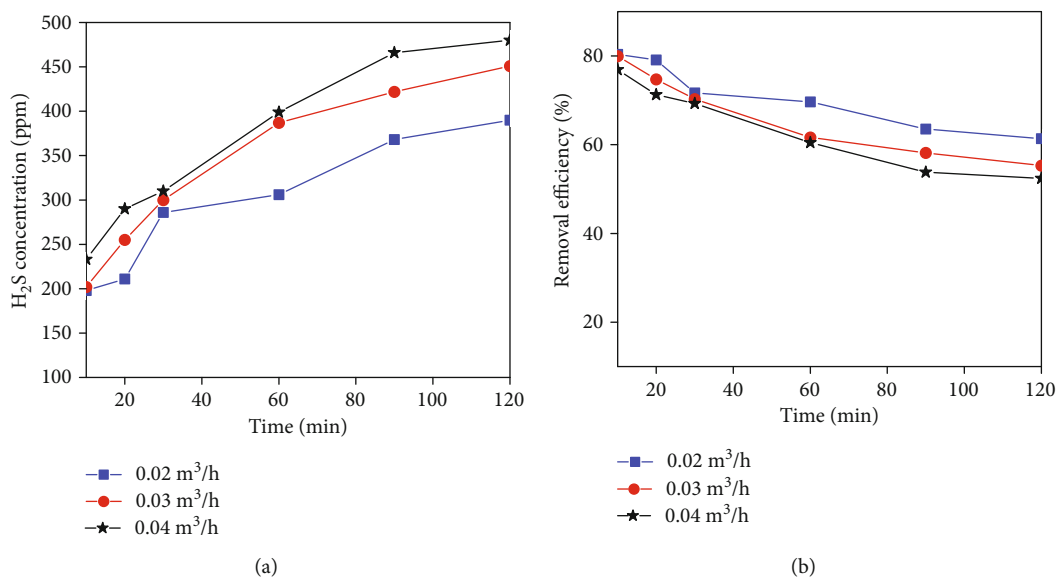 500
450
400
350
300
250
200
150
100
H₂S concentration (ppm)
20 40 60 80 100 120
Time (min)
0.02 m³/h
0.03 m³/h
0.04 m³/h
(a)
80
60
40
20
Removal efficiency (%)
20 40 60 80 100 120
Time (min)
0.02 m³/h
0.03 m³/h
0.04 m³/h
(b)